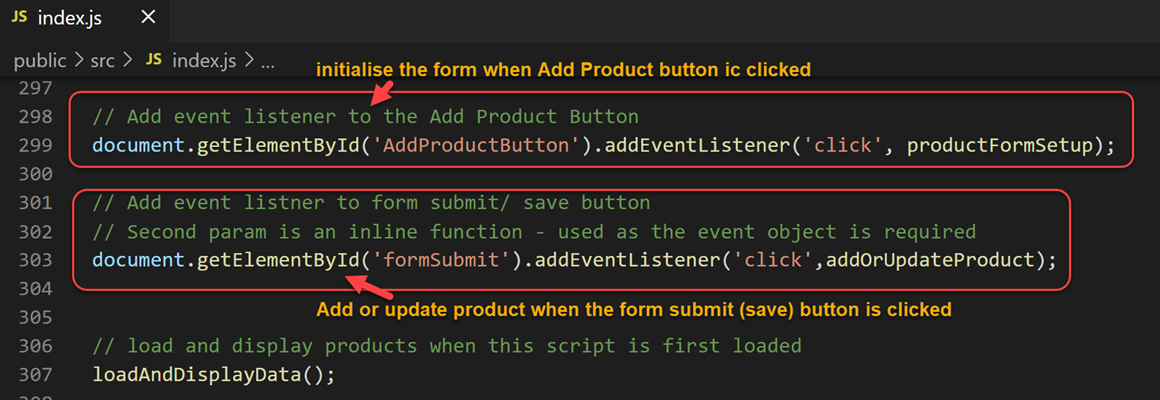 JS index.js ×
public > src > JS index.js > ...
initialise the form when Add Product button ic clicked
297
298 // Add event listener to the Add Product Button
299 document.getElementById('AddProductButton').addEventListener('click', productFormSetup);
300
301 // Add event listner to form submit/ save button
302 // Second param is an inline function - used as the event object is required
303 document.getElementById('formSubmit').addEventListener('click',addOrUpdateProduct);
304
Add or update product when the form submit (save) button is clicked
305
306 // load and display products when this script is first loaded
307 loadAndDisplayData();